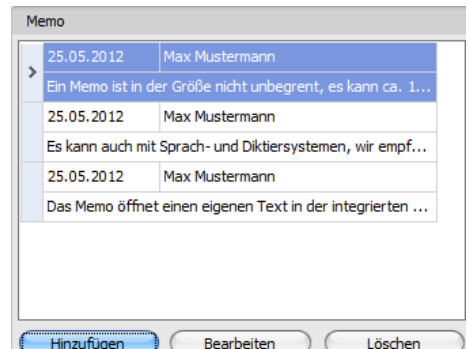 Memo
25.05.2012 Max Mustermann
Ein Memo ist in der Größe nicht unbegrent, es kann ca. 1...
25.05.2012 Max Mustermann
Es kann auch mit Sprach- und Diktiersystemen, wir empf...
25.05.2012 Max Mustermann
Das Memo öffnet einen eigenen Text in der integrierten ...
Hinzufügen Bearbeiten Löschen